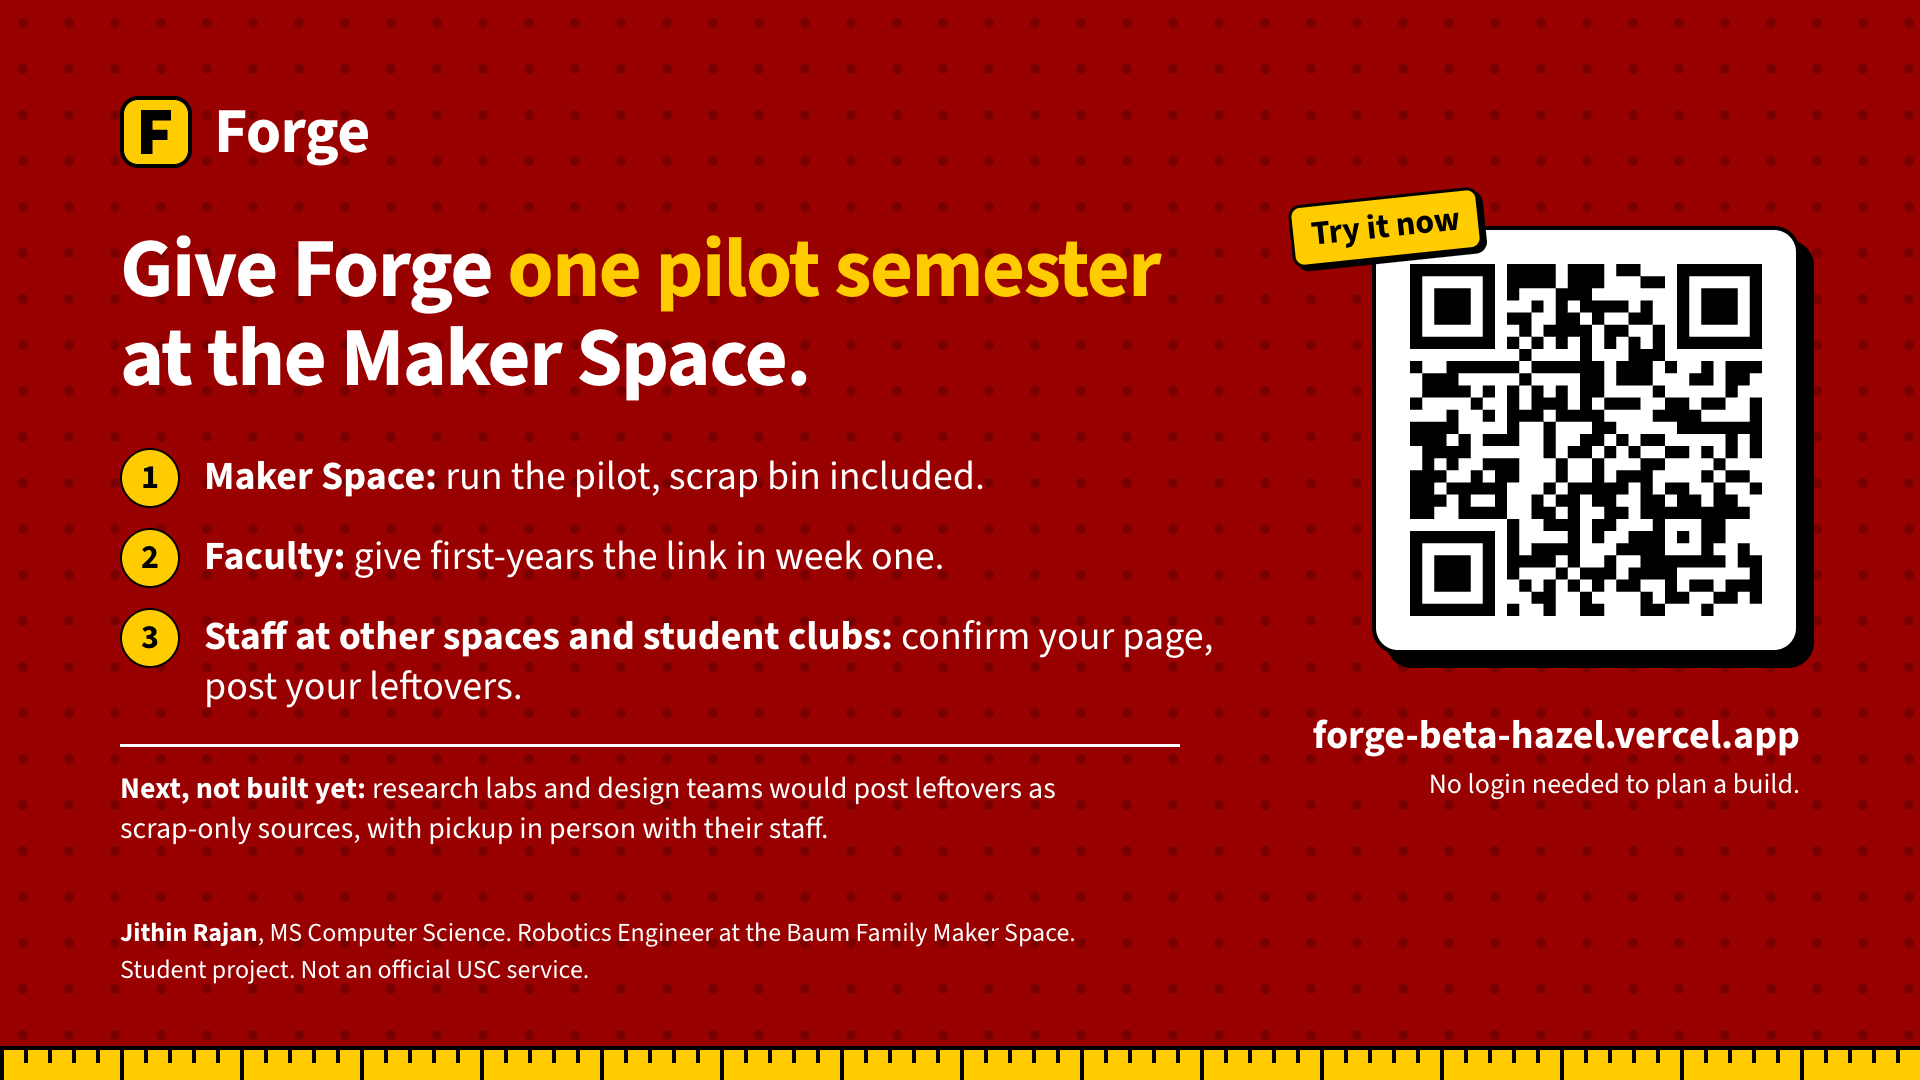 F Forge
Give Forge one pilot semester
at the Maker Space.
1 Maker Space: run the pilot, scrap bin included.
2 Faculty: give first-years the link in week one.
3 Staff at other spaces and student clubs: confirm your page,
post your leftovers.
Next, not built yet: research labs and design teams would post leftovers as
scrap-only sources, with pickup in person with their staff.
Jithin Rajan, MS Computer Science. Robotics Engineer at the Baum Family Maker Space.
Student project. Not an official USC service.
Try it now
forge-beta-hazel.vercel.app
No login needed to plan a build.